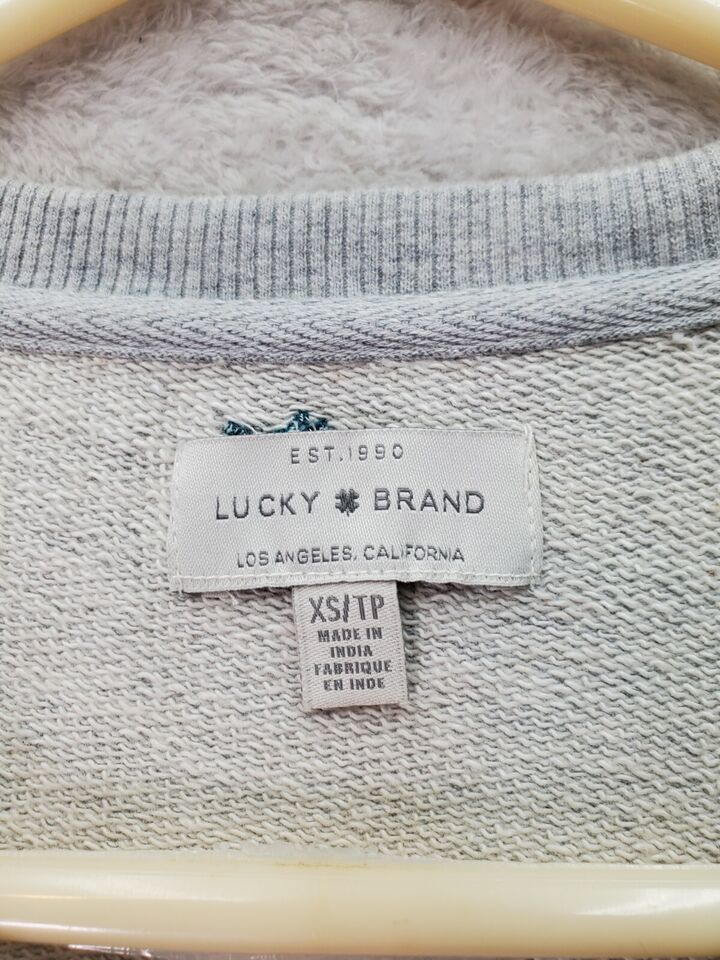 EST.1990
LUCKY BRAND
LOS ANGELES, CALIFORNIA
XS/TP
MADE IN
INDIA
FABRIQUE
EN INDE